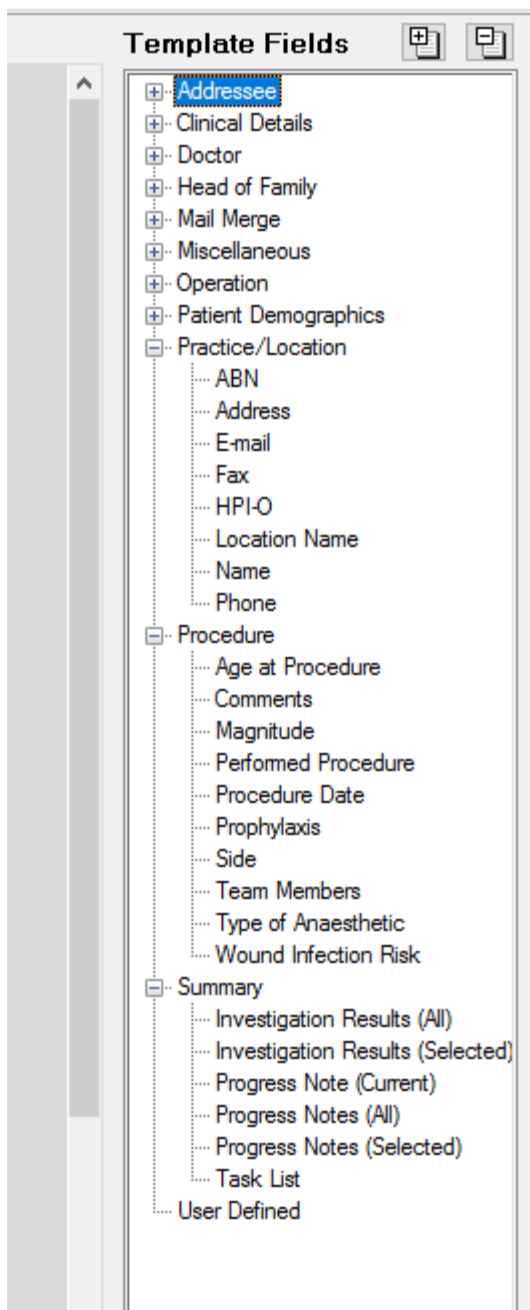 Template Fields
Addressee
Clinical Details
Doctor
Head of Family
Mail Merge
Miscellaneous
Operation
Patient Demographics
Practice/Location
ABN
Address
E-mail
Fax
HPI-O
Location Name
Name
Phone
Procedure
Age at Procedure
Comments
Magnitude
Performed Procedure
Procedure Date
Prophylaxis
Side
Team Members
Type of Anaesthetic
Wound Infection Risk
Summary
Investigation Results (All)
Investigation Results (Selected)
Progress Note (Current)
Progress Notes (All)
Progress Notes (Selected)
Task List
User Defined